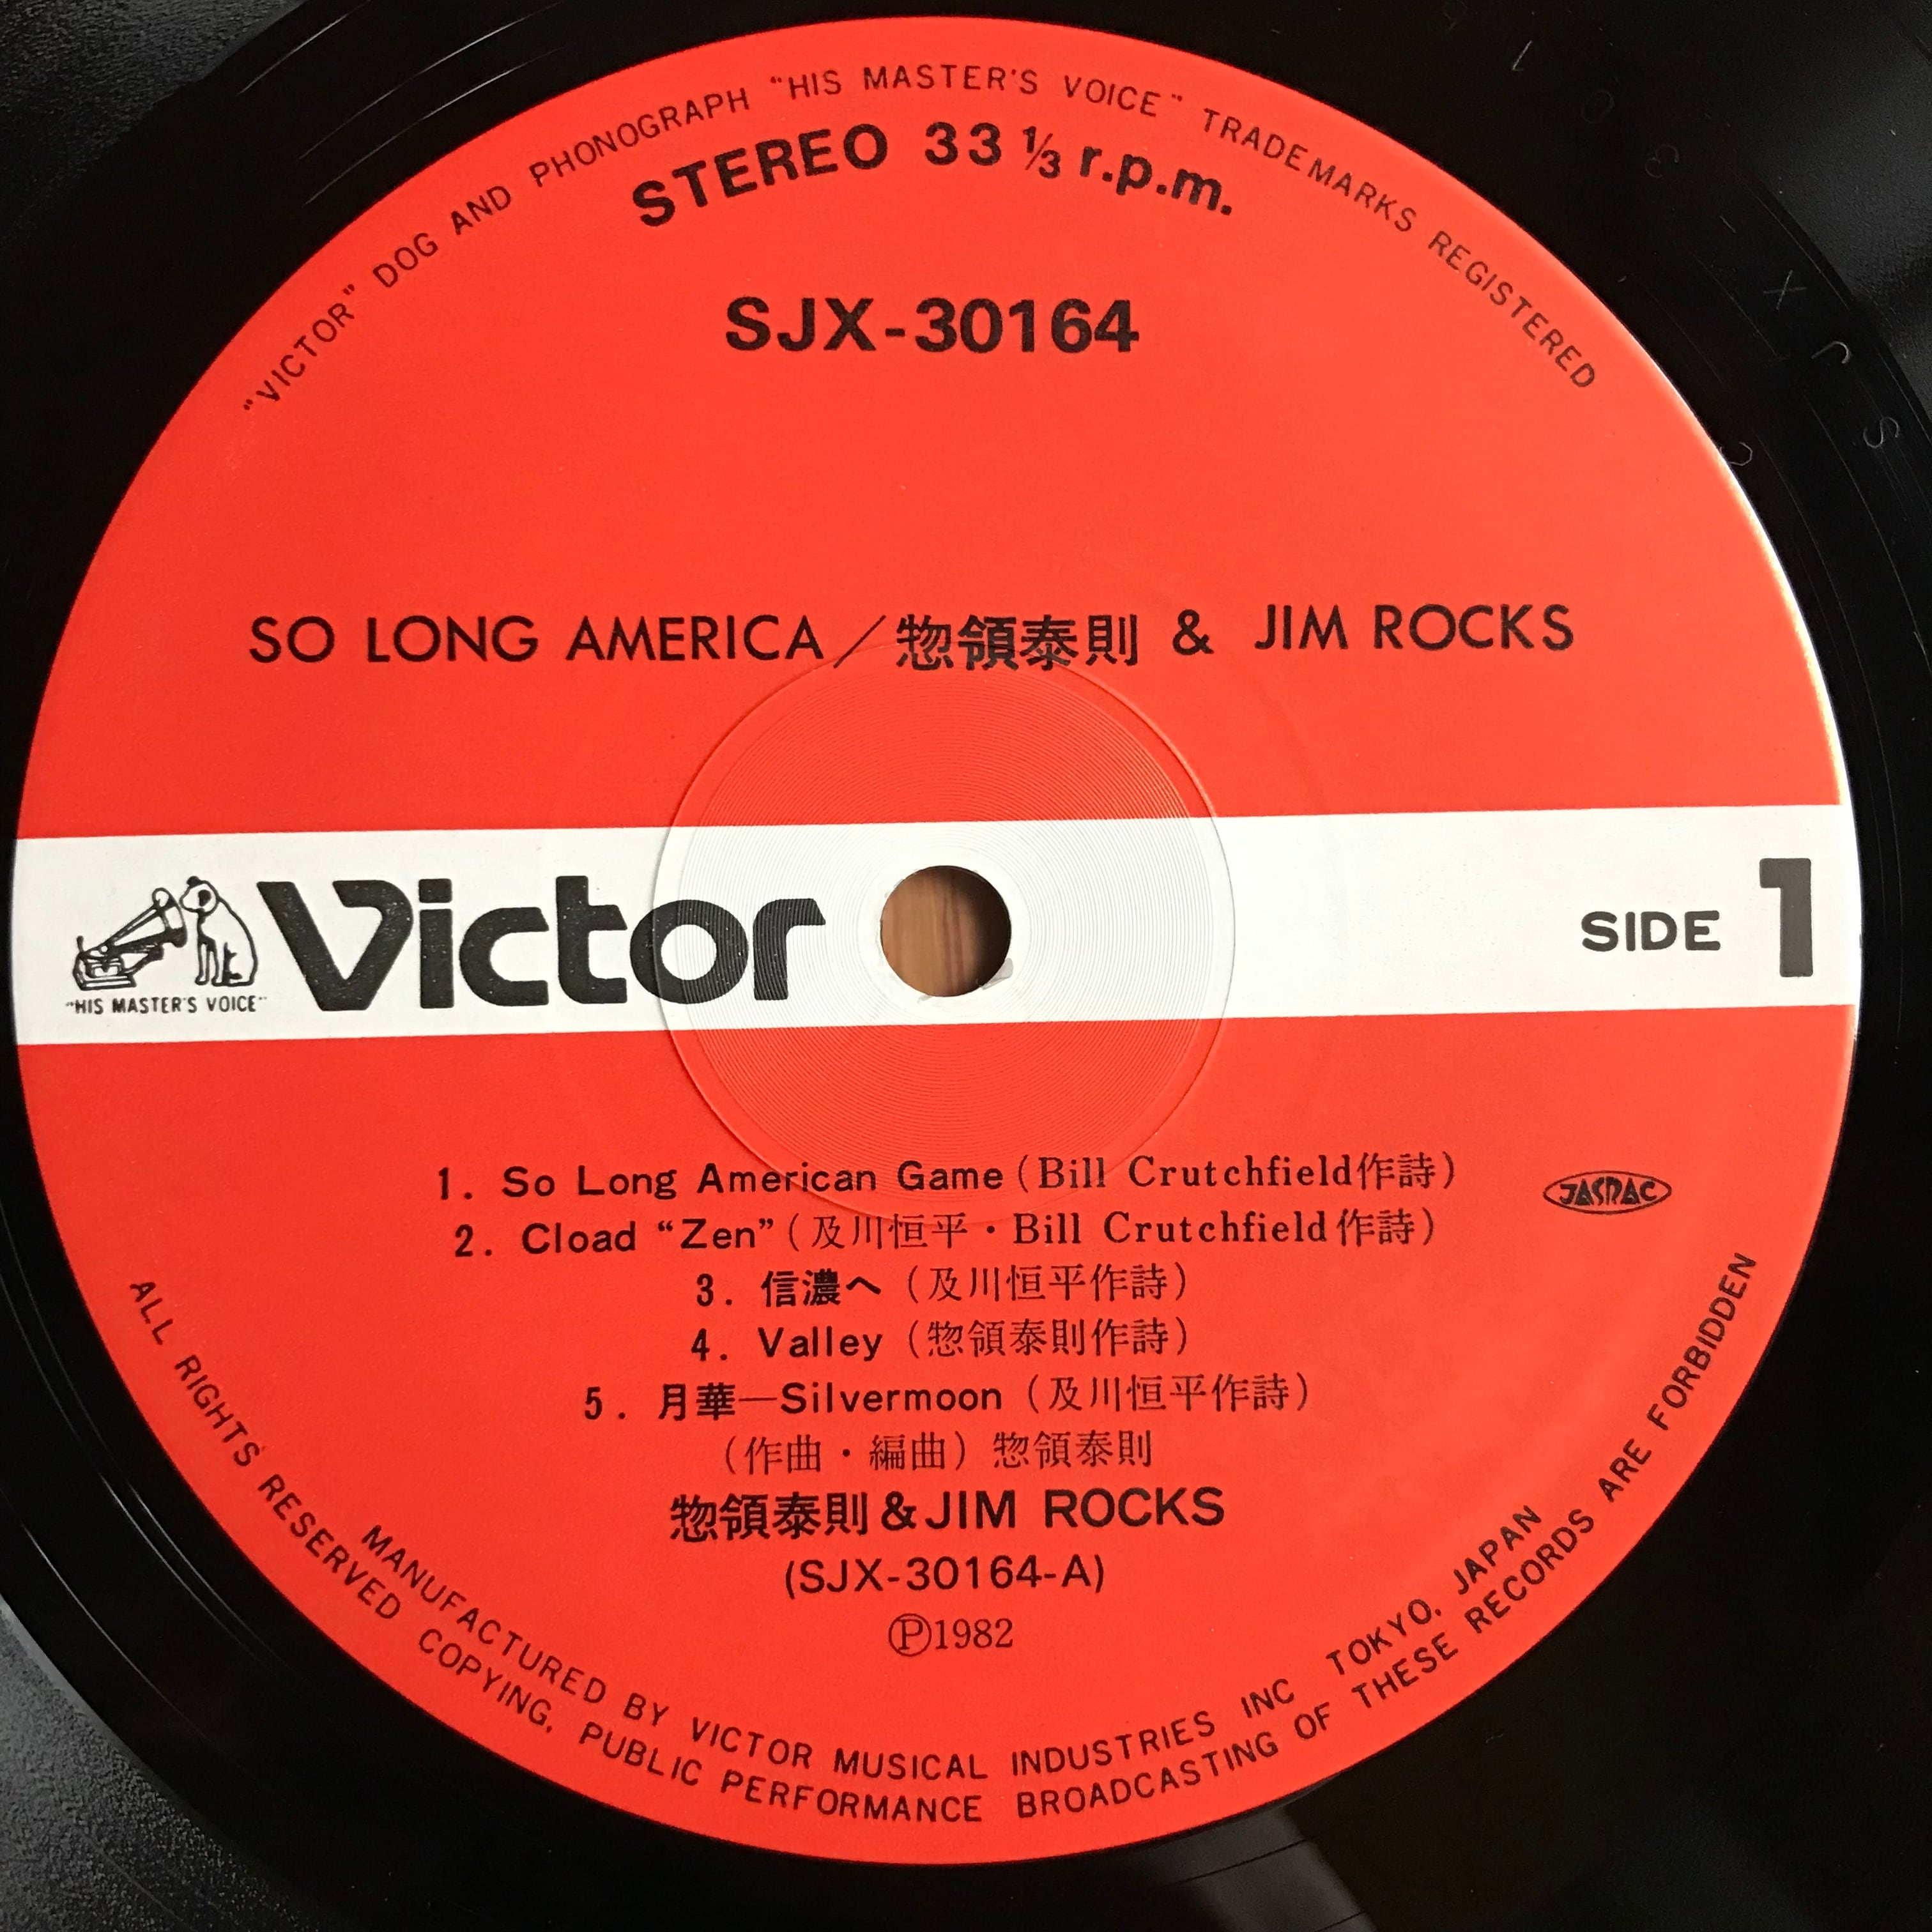 "VICTOR" DOG AND PHONOGRAPH "HIS MASTER'S VOICE" TRADEMARKS REGISTERED
STEREO 33 ⅓ r.p.m.
SJX-30164
SO LONG AMERICA／惣領泰則 & JIM ROCKS
Victor
"HIS MASTER'S VOICE"
SIDE 1
1. So Long American Game (Bill Crutchfield作詩)
2. Cload “Zen” (及川恒平・Bill Crutchfield作詩)
3. 信濃へ (及川恒平作詩)
4. Valley (惣領泰則作詩)
5. 月華—Silvermoon (及川恒平作詩)
(作曲・編曲) 惣領泰則
惣領泰則&JIM ROCKS
(SJX-30164-A)
Ⓟ1982
JASRAC
MANUFACTURED BY VICTOR MUSICAL INDUSTRIES INC TOKYO, JAPAN
ALL RIGHTS RESERVED COPYING, PUBLIC PERFORMANCE BROADCASTING OF THESE RECORDS ARE FORBIDDEN